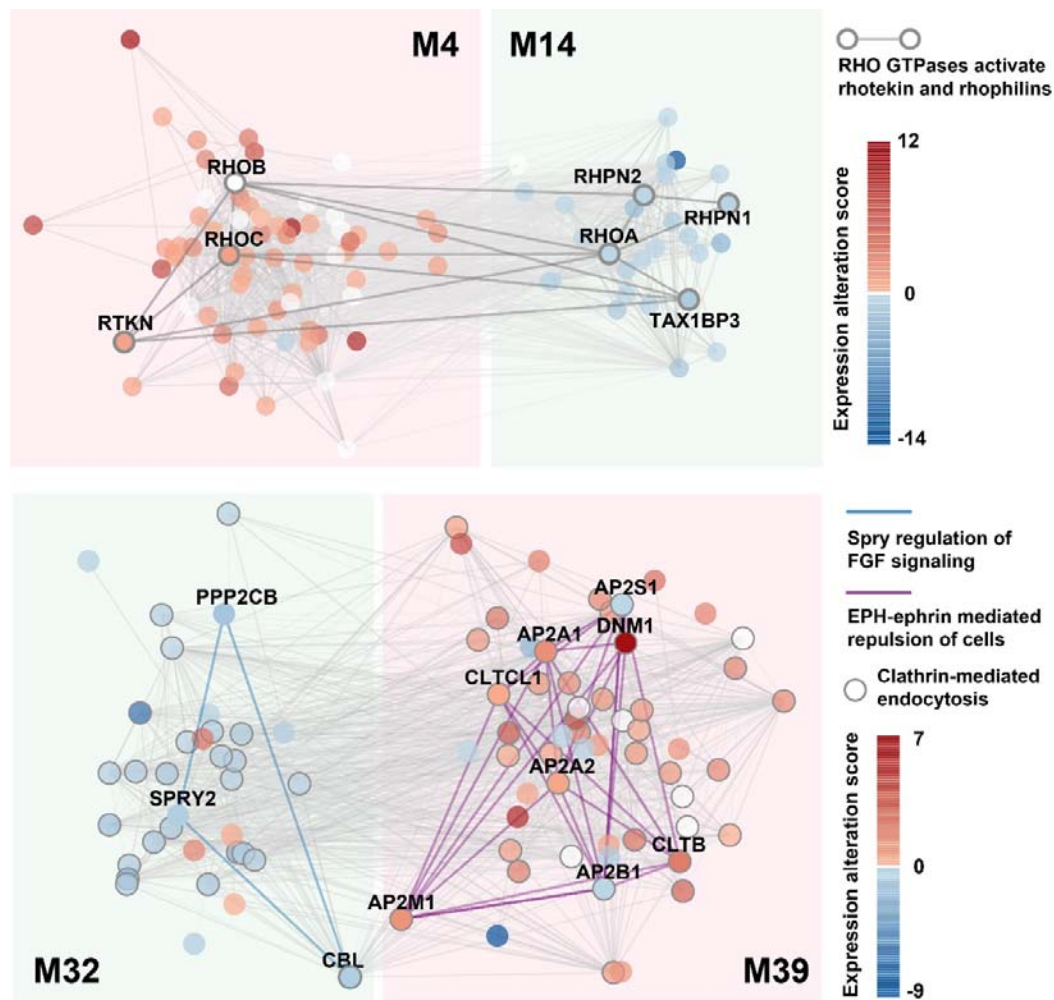 M4
M14
RHO GTPases activate
rhotekin and rhophilins
RHOB
RHPN2
RHPN1
RHOC
RHOA
RTKN
TAX1BP3
Expression alteration score
12
0
-14
Spry regulation of
FGF signaling
EPH-ephrin mediated
repulsion of cells
Clathrin-mediated
endocytosis
PPP2CB
AP2S1
DNM1
AP2A1
CLTCL1
AP2A2
SPRY2
CLTB
AP2B1
AP2M1
CBL
M32
M39
Expression alteration score
7
0
-9